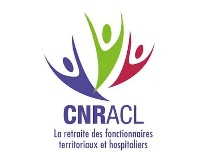 CNRACL
La retraite des fonctionnaires
territoriaux et hospitaliers